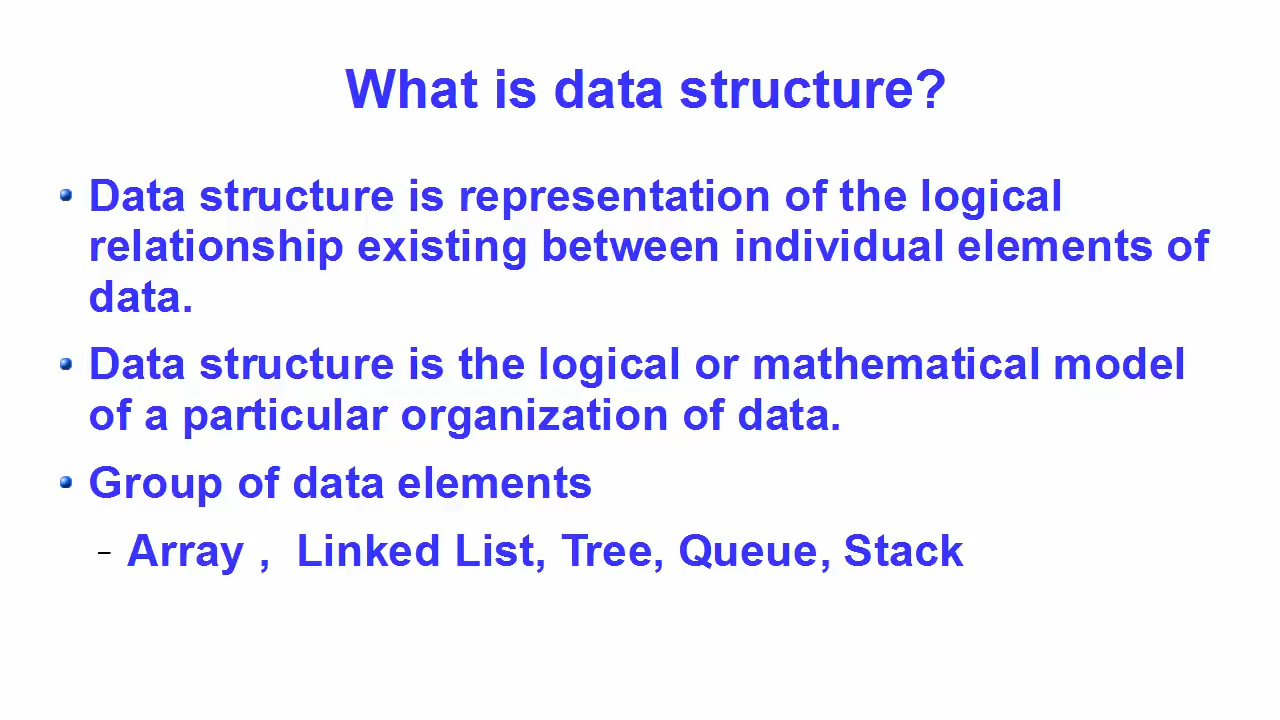 What is data structure?
• Data structure is representation of the logical
relationship existing between individual elements of
data.
• Data structure is the logical or mathematical model
of a particular organization of data.
• Group of data elements
– Array ,  Linked List, Tree, Queue, Stack